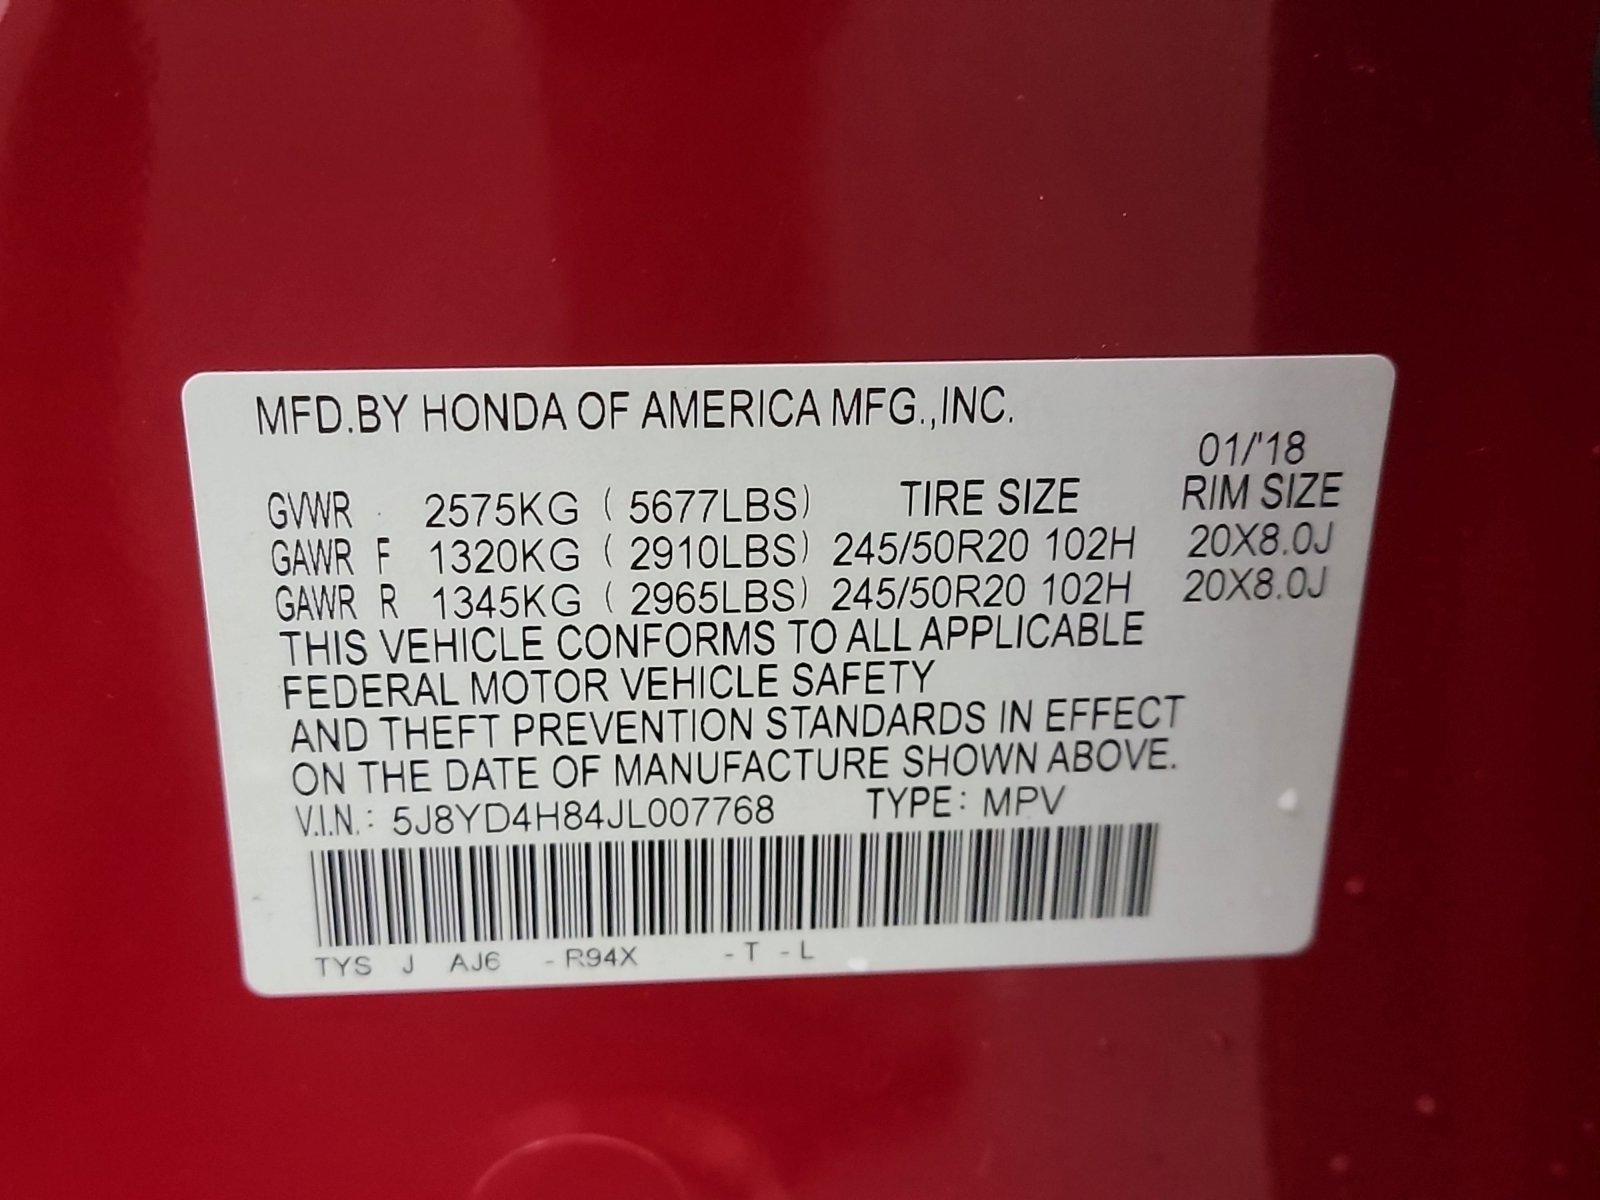 MFD.BY HONDA OF AMERICA MFG.,INC.
01/'18
GVWR 2575KG ( 5677LBS) TIRE SIZE RIM SIZE
GAWR F 1320KG ( 2910LBS) 245/50R20 102H 20X8.0J
GAWR R 1345KG ( 2965LBS) 245/50R20 102H 20X8.0J
THIS VEHICLE CONFORMS TO ALL APPLICABLE
FEDERAL MOTOR VEHICLE SAFETY
AND THEFT PREVENTION STANDARDS IN EFFECT
ON THE DATE OF MANUFACTURE SHOWN ABOVE.
V.I.N.: 5J8YD4H84JL007768 TYPE: MPV
TYS J AJ6 - R94X - T - L